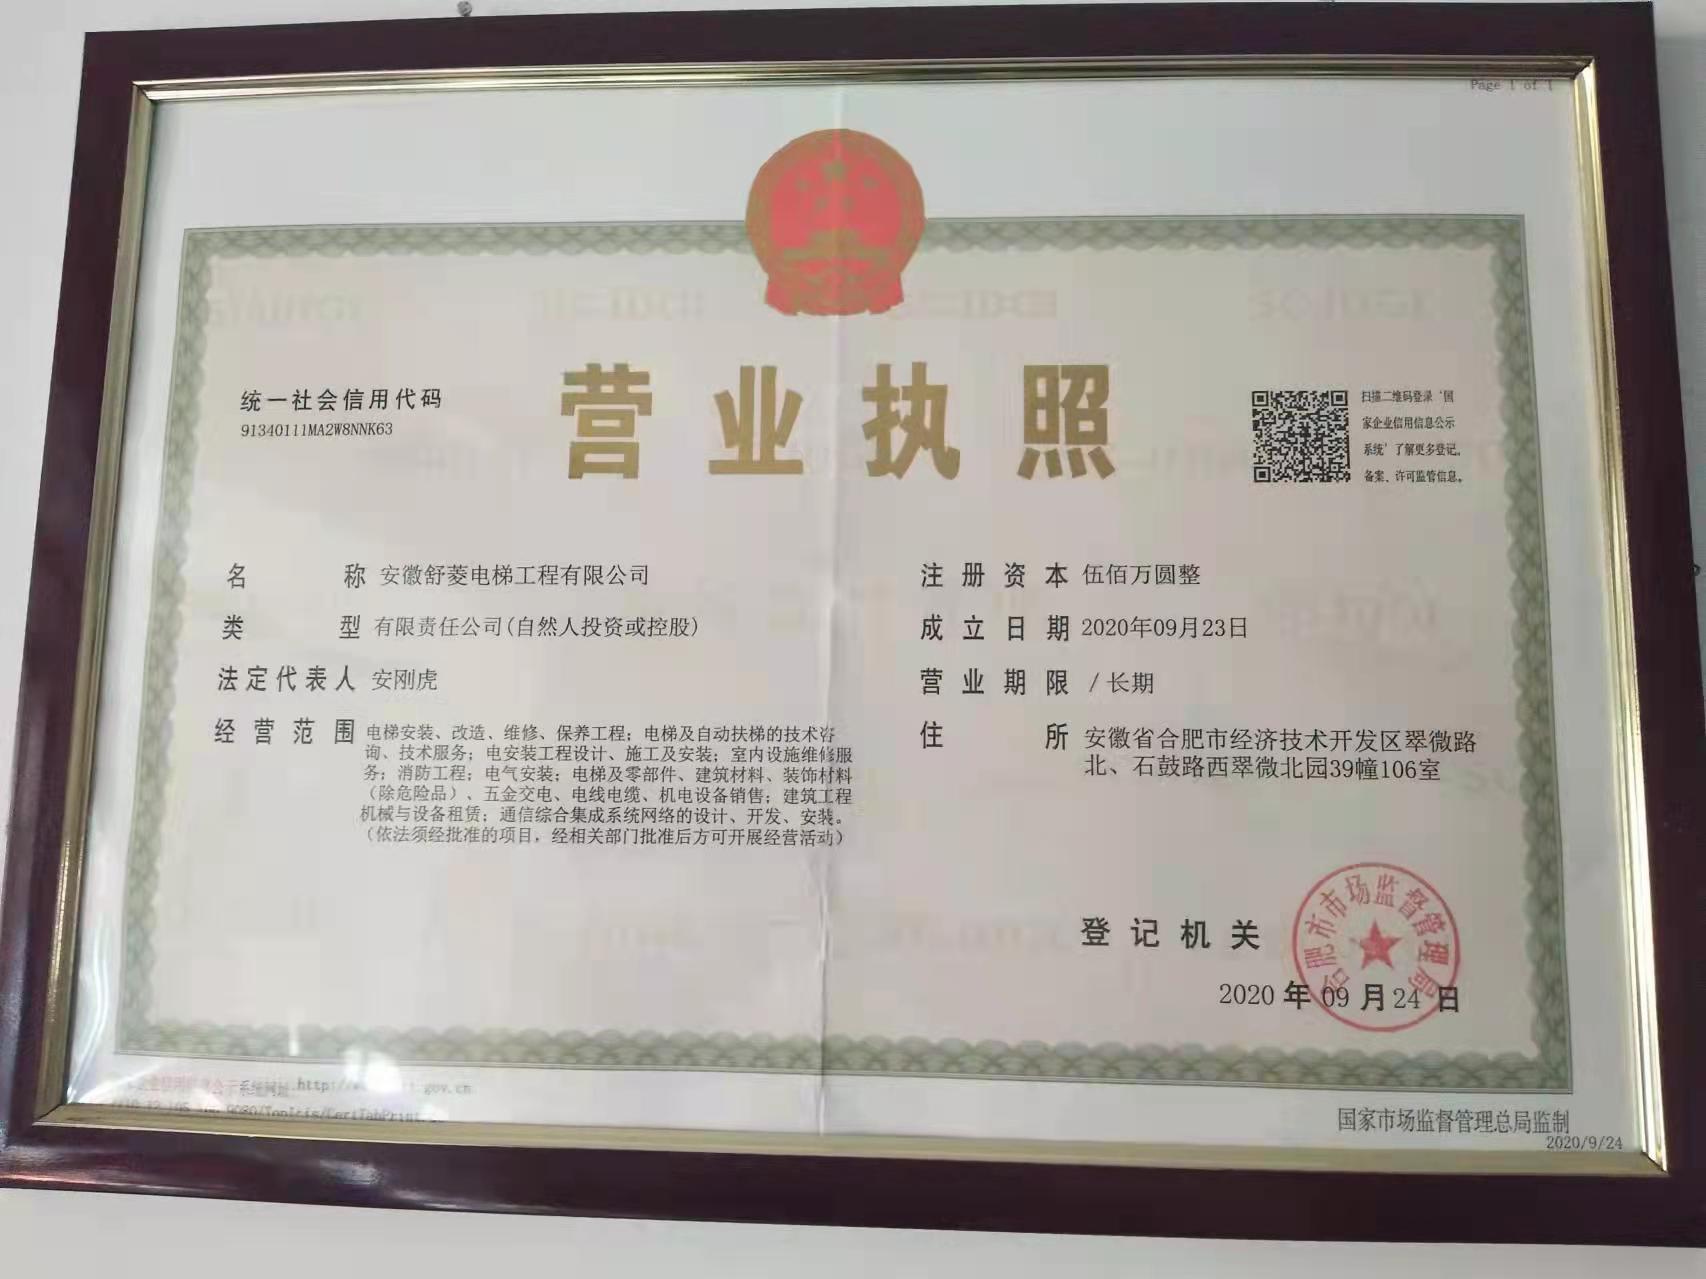 Page 1 of 1
营业执照
统一社会信用代码
91340111MA2W8NNK63
扫描二维码登录‘国
家企业信用信息公示
系统’了解更多登记、
备案、许可监管信息。
名称 安徽舒菱电梯工程有限公司
类型 有限责任公司(自然人投资或控股)
法定代表人 安刚虎
经营范围 电梯安装、改造、维修、保养工程；电梯及自动扶梯的技术咨
询、技术服务；电安装工程设计、施工及安装；室内设施维修服
务；消防工程；电气安装；电梯及零部件、建筑材料、装饰材料
（除危险品）、五金交电、电线电缆、机电设备销售；建筑工程
机械与设备租赁；通信综合集成系统网络的设计、开发、安装。
（依法须经批准的项目，经相关部门批准后方可开展经营活动）
注册资本 伍佰万圆整
成立日期 2020年09月23日
营业期限 / 长期
住所 安徽省合肥市经济技术开发区翠微路
北、石鼓路西翠微北园39幢106室
登记机关
合肥市市场监督管理局
2020 年 09 月 24 日
企业信用信息公示系统网址: http://
国家市场监督管理总局监制
2020/9/24